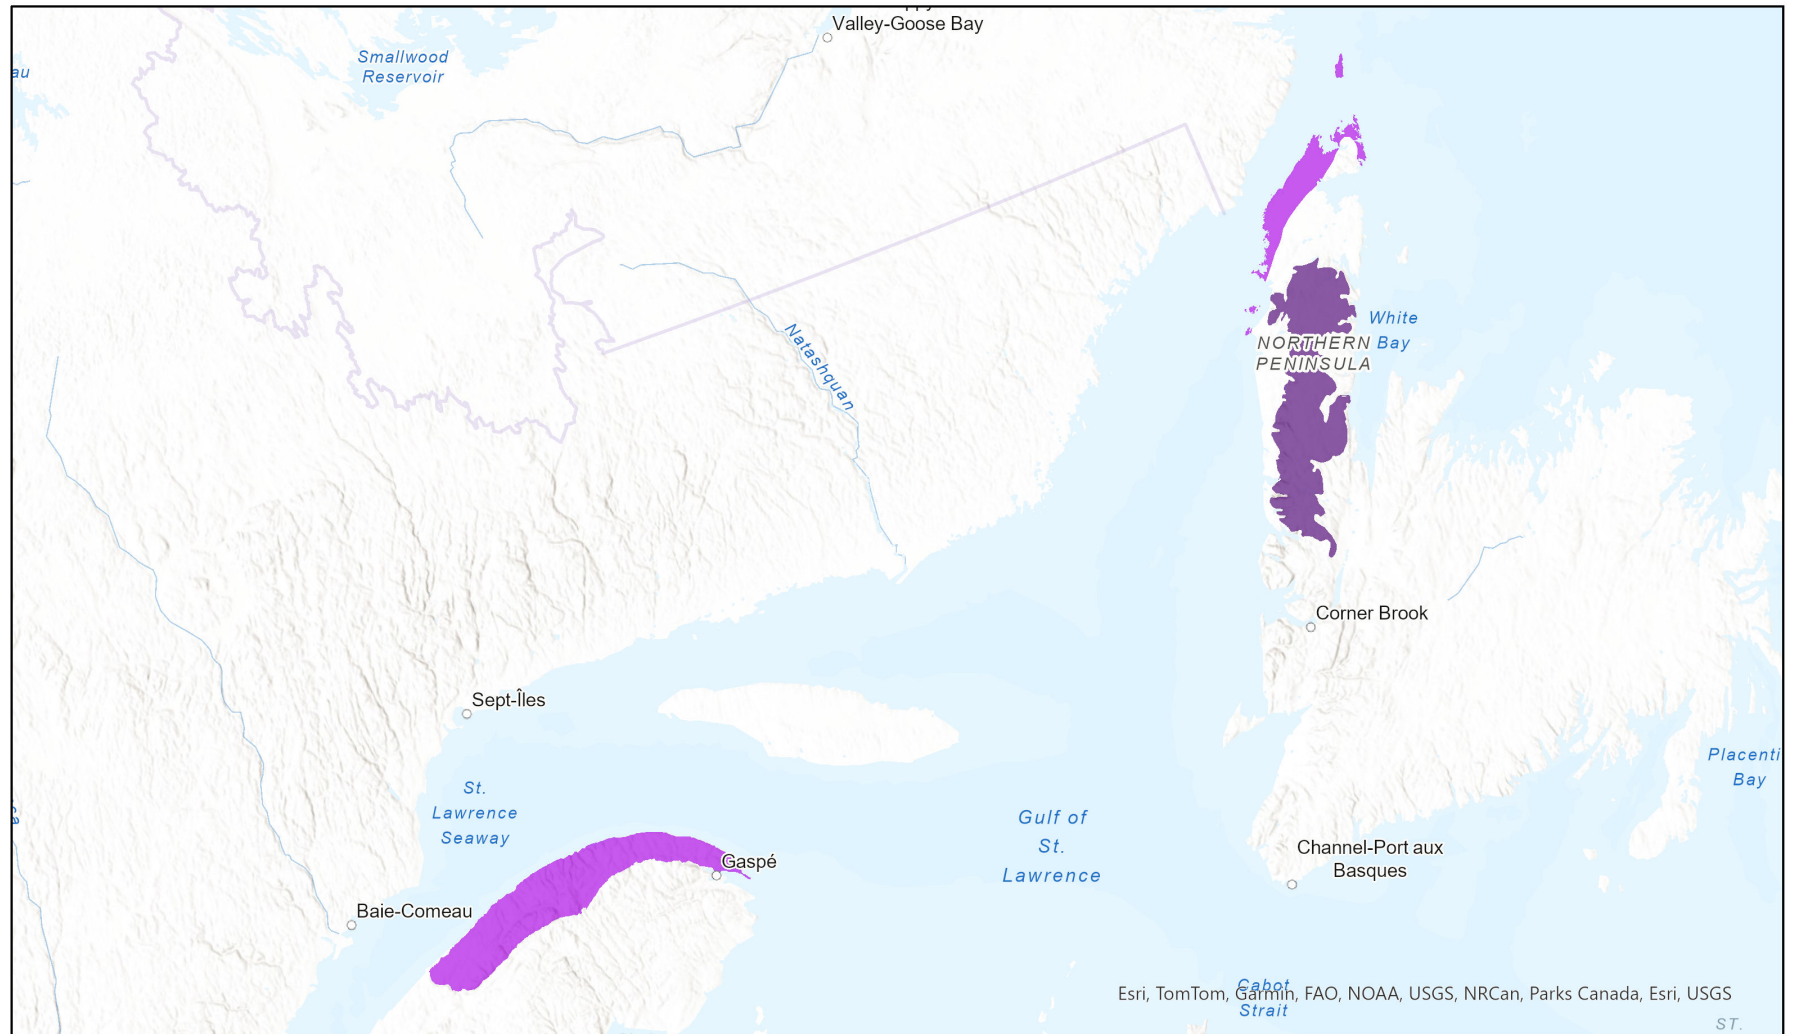 Valley-Goose Bay
Smallwood
Reservoir
au
Natashquan
White
Bay
NORTHERN
PENINSULA
Corner Brook
Sept-Îles
St.
Lawrence
Seaway
Placenti
Bay
Gulf of
St.
Lawrence
Channel-Port aux
Basques
Gaspé
Baie-Comeau
Cabot
Strait
Esri, TomTom, Garmin, FAO, NOAA, USGS, NRCan, Parks Canada, Esri, USGS
ST.